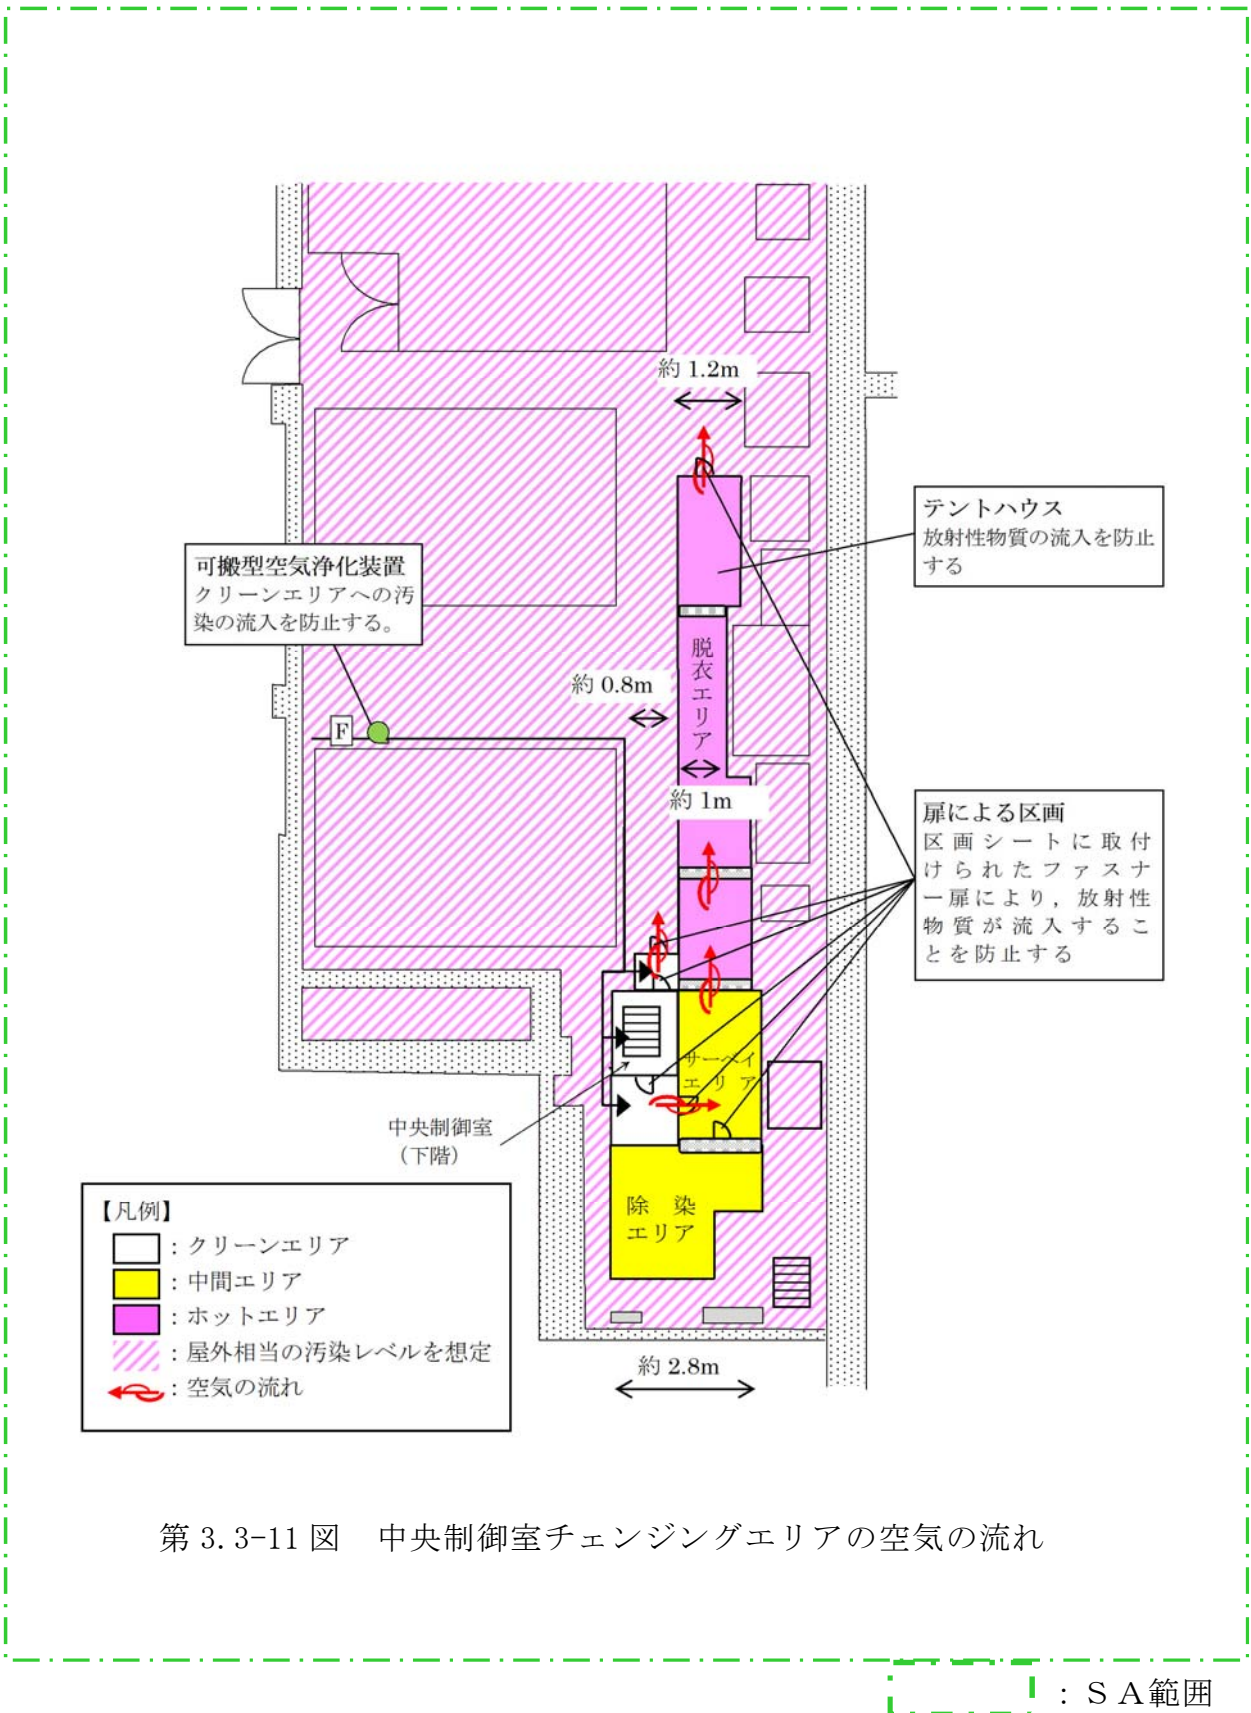 約 1.2m
テントハウス
放射性物質の流入を防止
する
可搬型空気浄化装置
クリーンエリアへの汚
染の流入を防止する。
脱衣エリア
約 0.8m
F
約 1m
扉による区画
区画シートに取付
けられたファスナ
ー扉により，放射性
物質が流入するこ
とを防止する
サーベイ
エリア
中央制御室
（下階）
除 染
エリア
【凡例】
：クリーンエリア
：中間エリア
：ホットエリア
：屋外相当の汚染レベルを想定
：空気の流れ
約 2.8m
第 3.3-11 図 中央制御室チェンジングエリアの空気の流れ
：ＳＡ範囲